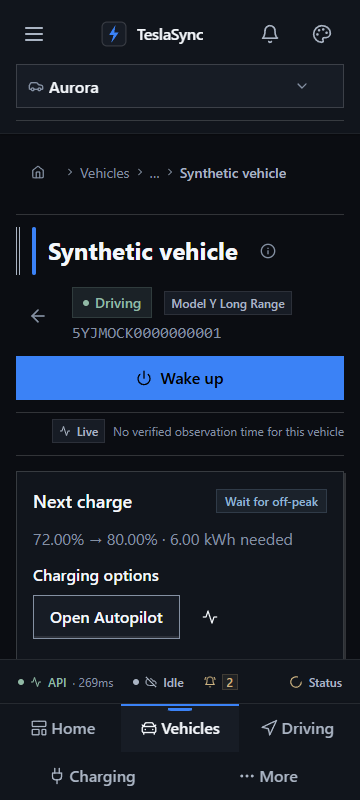 TeslaSync
Aurora
Vehicles > ... > Synthetic vehicle
Synthetic vehicle
Driving
Model Y Long Range
5YJMOCK0000000001
Wake up
Live
No verified observation time for this vehicle
Next charge
Wait for off-peak
72.00% → 80.00% · 6.00 kWh needed
Charging options
Open Autopilot
API · 269ms
Idle
2
Status
Home
Vehicles
Driving
Charging
More